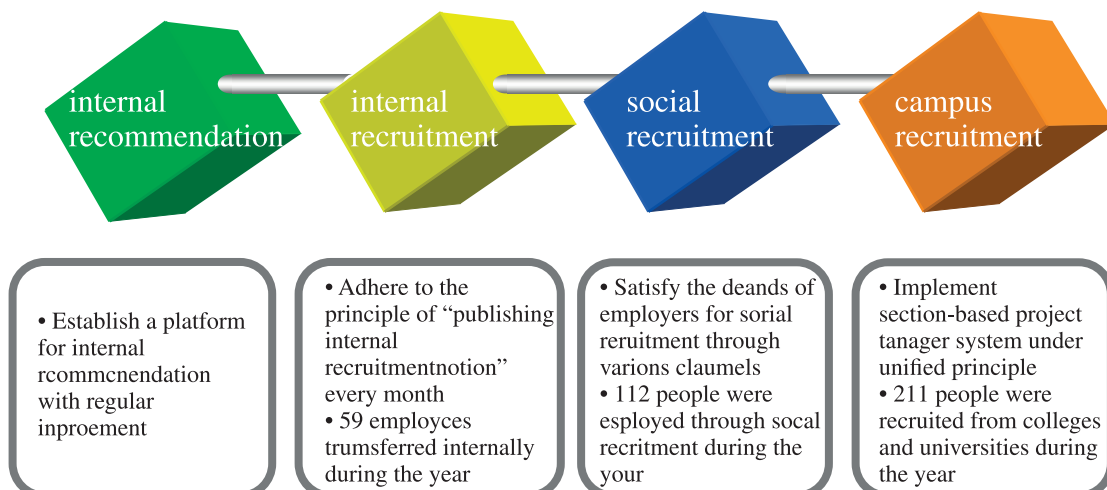 internal
recommendation
internal
recruitment
social
recruitment
campus
recruitment
• Establish a platform
for internal
rcommcnendation
with regular
inproement
• Adhere to the
principle of “publishing
internal
recruitmentnotion”
every month
• 59 employces
trumsferred internally
during the year
• Satisfy the deands of
employers for sorial
reruitment through
varions claumels
• 112 people were
esployed through socal
recritment during the
your
• Implement
section-based project
tanager system under
unified principle
• 211 people were
recruited from colleges
and universities during
the year